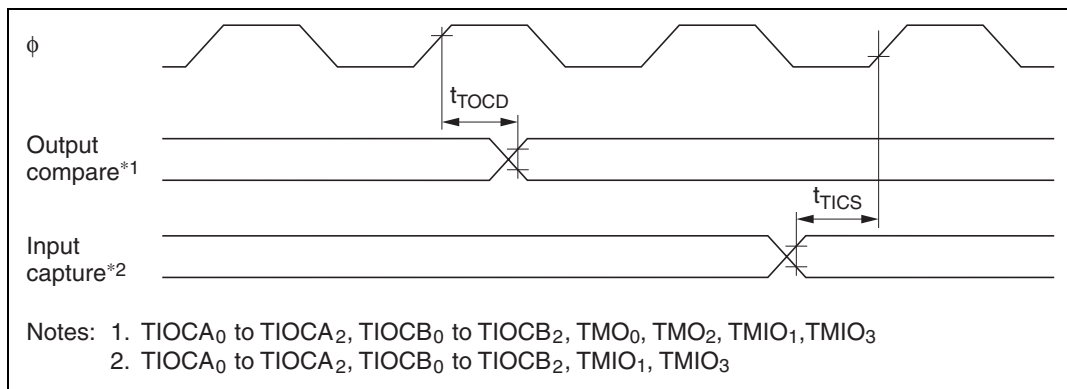 φ
tTOCD
Output
compare*1
tTICS
Input
capture*2
Notes: 1. TIOCA0 to TIOCA2, TIOCB0 to TIOCB2, TMO0, TMO2, TMIO1,TMIO3
2. TIOCA0 to TIOCA2, TIOCB0 to TIOCB2, TMIO1, TMIO3